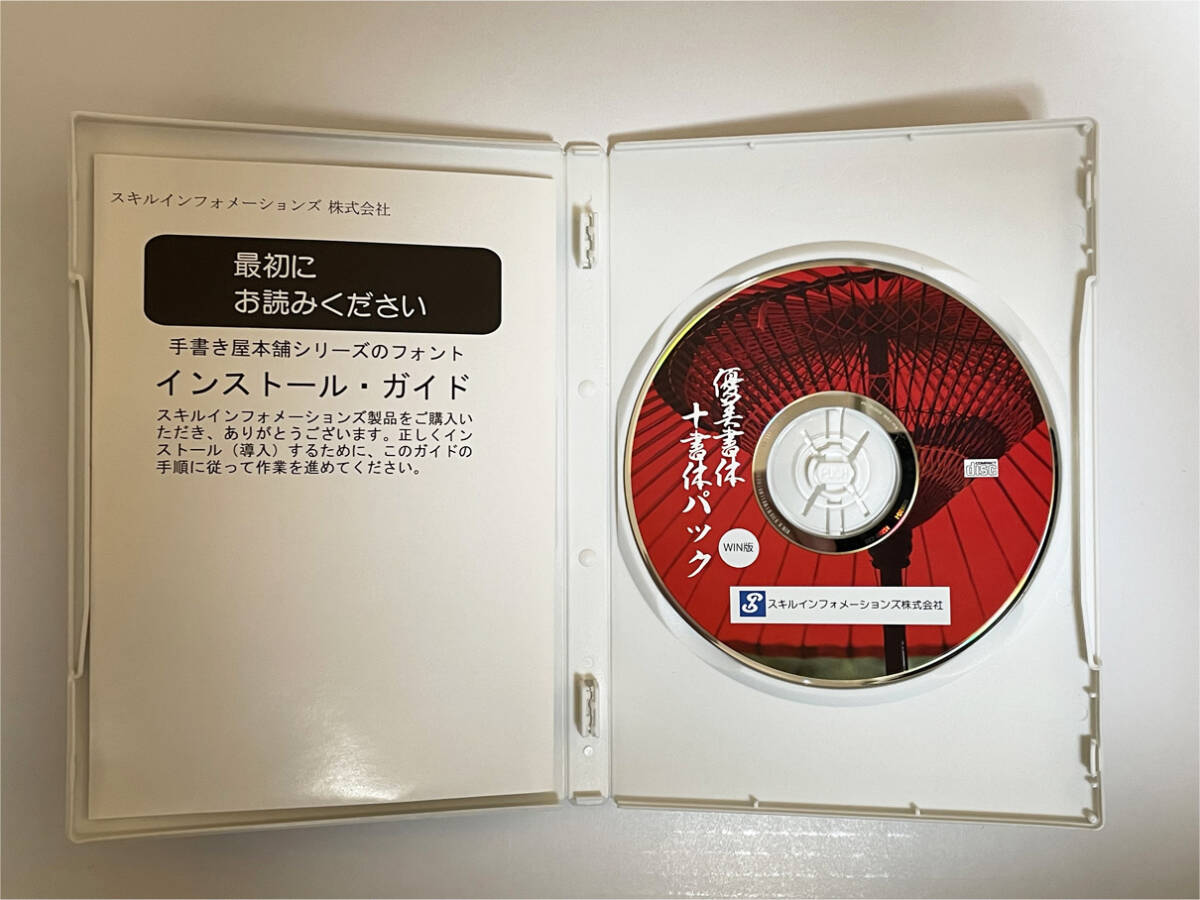 スキルインフォメーションズ 株式会社
最初に
お読みください
手書き屋本舗シリーズのフォント
インストール・ガイド
スキルインフォメーションズ製品をご購入い
ただき、ありがとうございます。正しくイン
ストール（導入）するために、このガイドの
手順に従って作業を進めてください。
優美書体
十書体パック
WIN版
disc
スキルインフォメーションズ株式会社